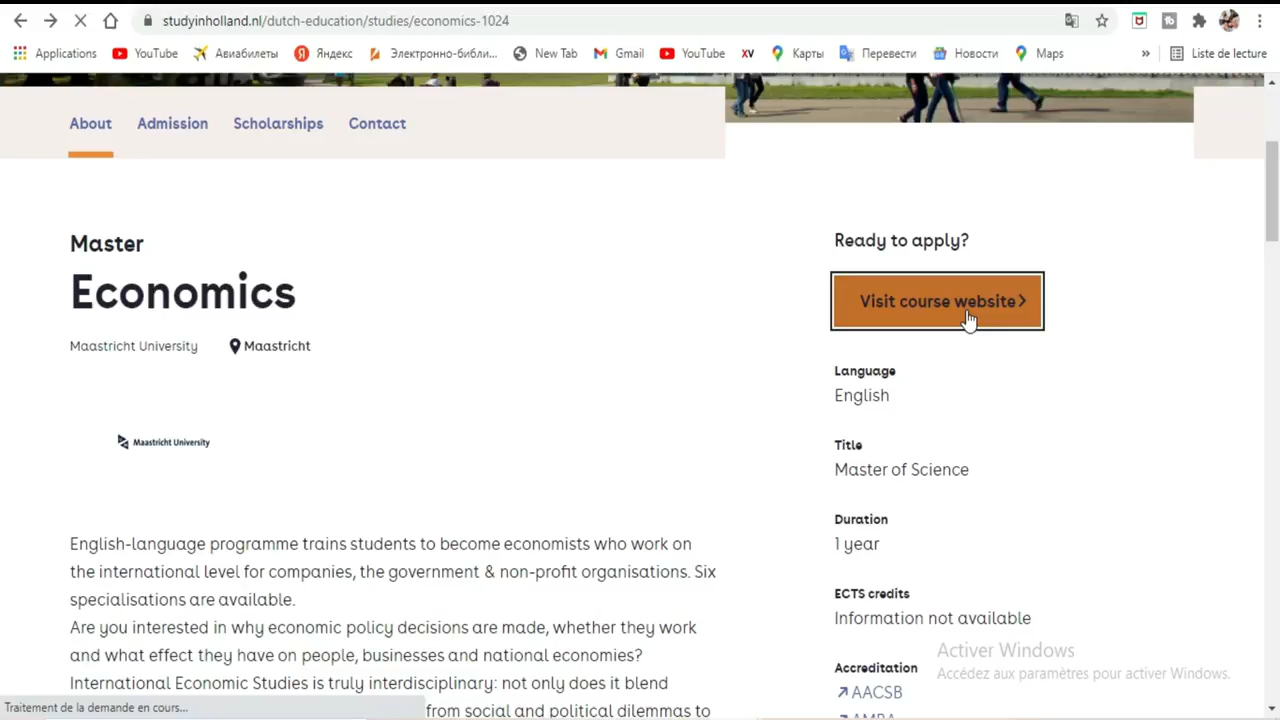 studyinholland.nl/dutch-education/studies/economics-1024
Applications YouTube Авиабилеты Яндекс Электронно-библи... New Tab Gmail YouTube XV Карты Перевести Новости Maps » Liste de lecture
About Admission Scholarships Contact
Master
Economics
Maastricht University Maastricht
Maastricht University
English-language programme trains students to become economists who work on
the international level for companies, the government & non-profit organisations. Six
specialisations are available.
Are you interested in why economic policy decisions are made, whether they work
and what effect they have on people, businesses and national economies?
International Economic Studies is truly interdisciplinary: not only does it blend
from social and political dilemmas to
Ready to apply?
Visit course website
Language
English
Title
Master of Science
Duration
1 year
ECTS credits
Information not available
Accreditation
AACSB
AMBA
Activer Windows
Accédez aux paramètres pour activer Windows.
Traitement de la demande en cours...